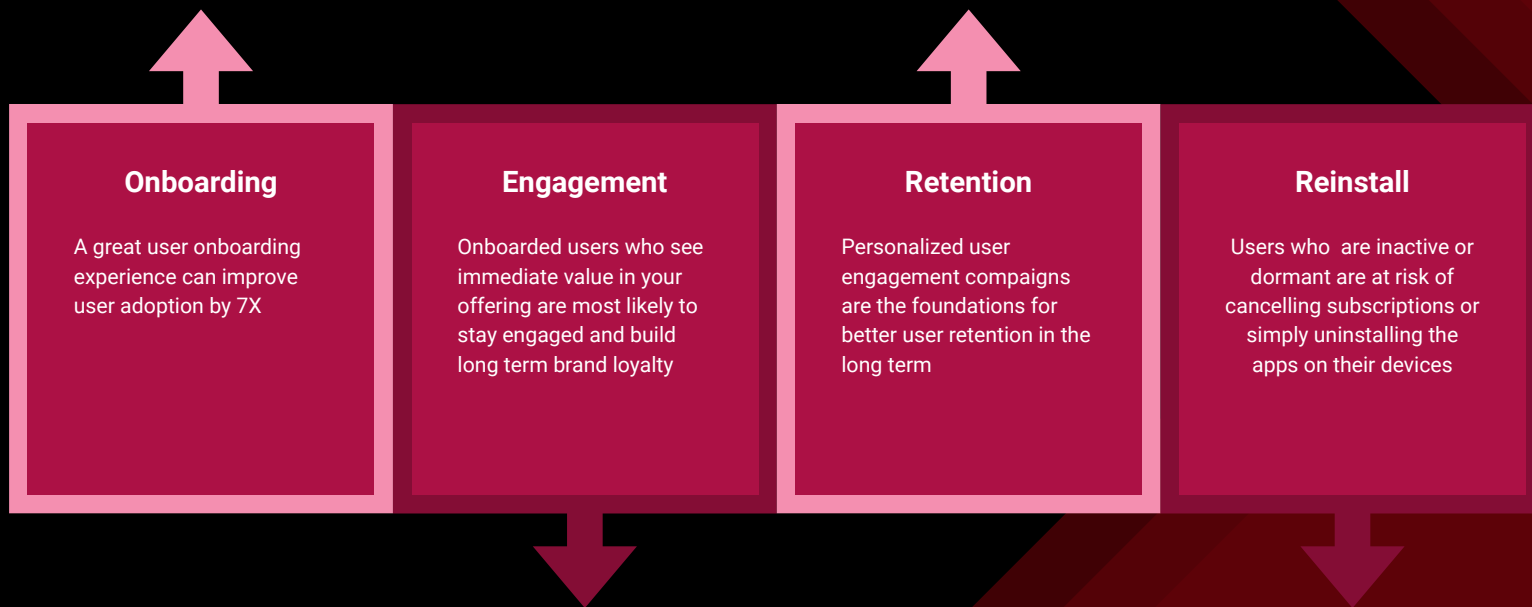 Onboarding
A great user onboarding
experience can improve
user adoption by 7X
Engagement
Onboarded users who see
immediate value in your
offering are most likely to
stay engaged and build
long term brand loyalty
Retention
Personalized user
engagement compaigns
are the foundations for
better user retention in the
long term
Reinstall
Users who  are inactive or
dormant are at risk of
cancelling subscriptions or
simply uninstalling the
apps on their devices